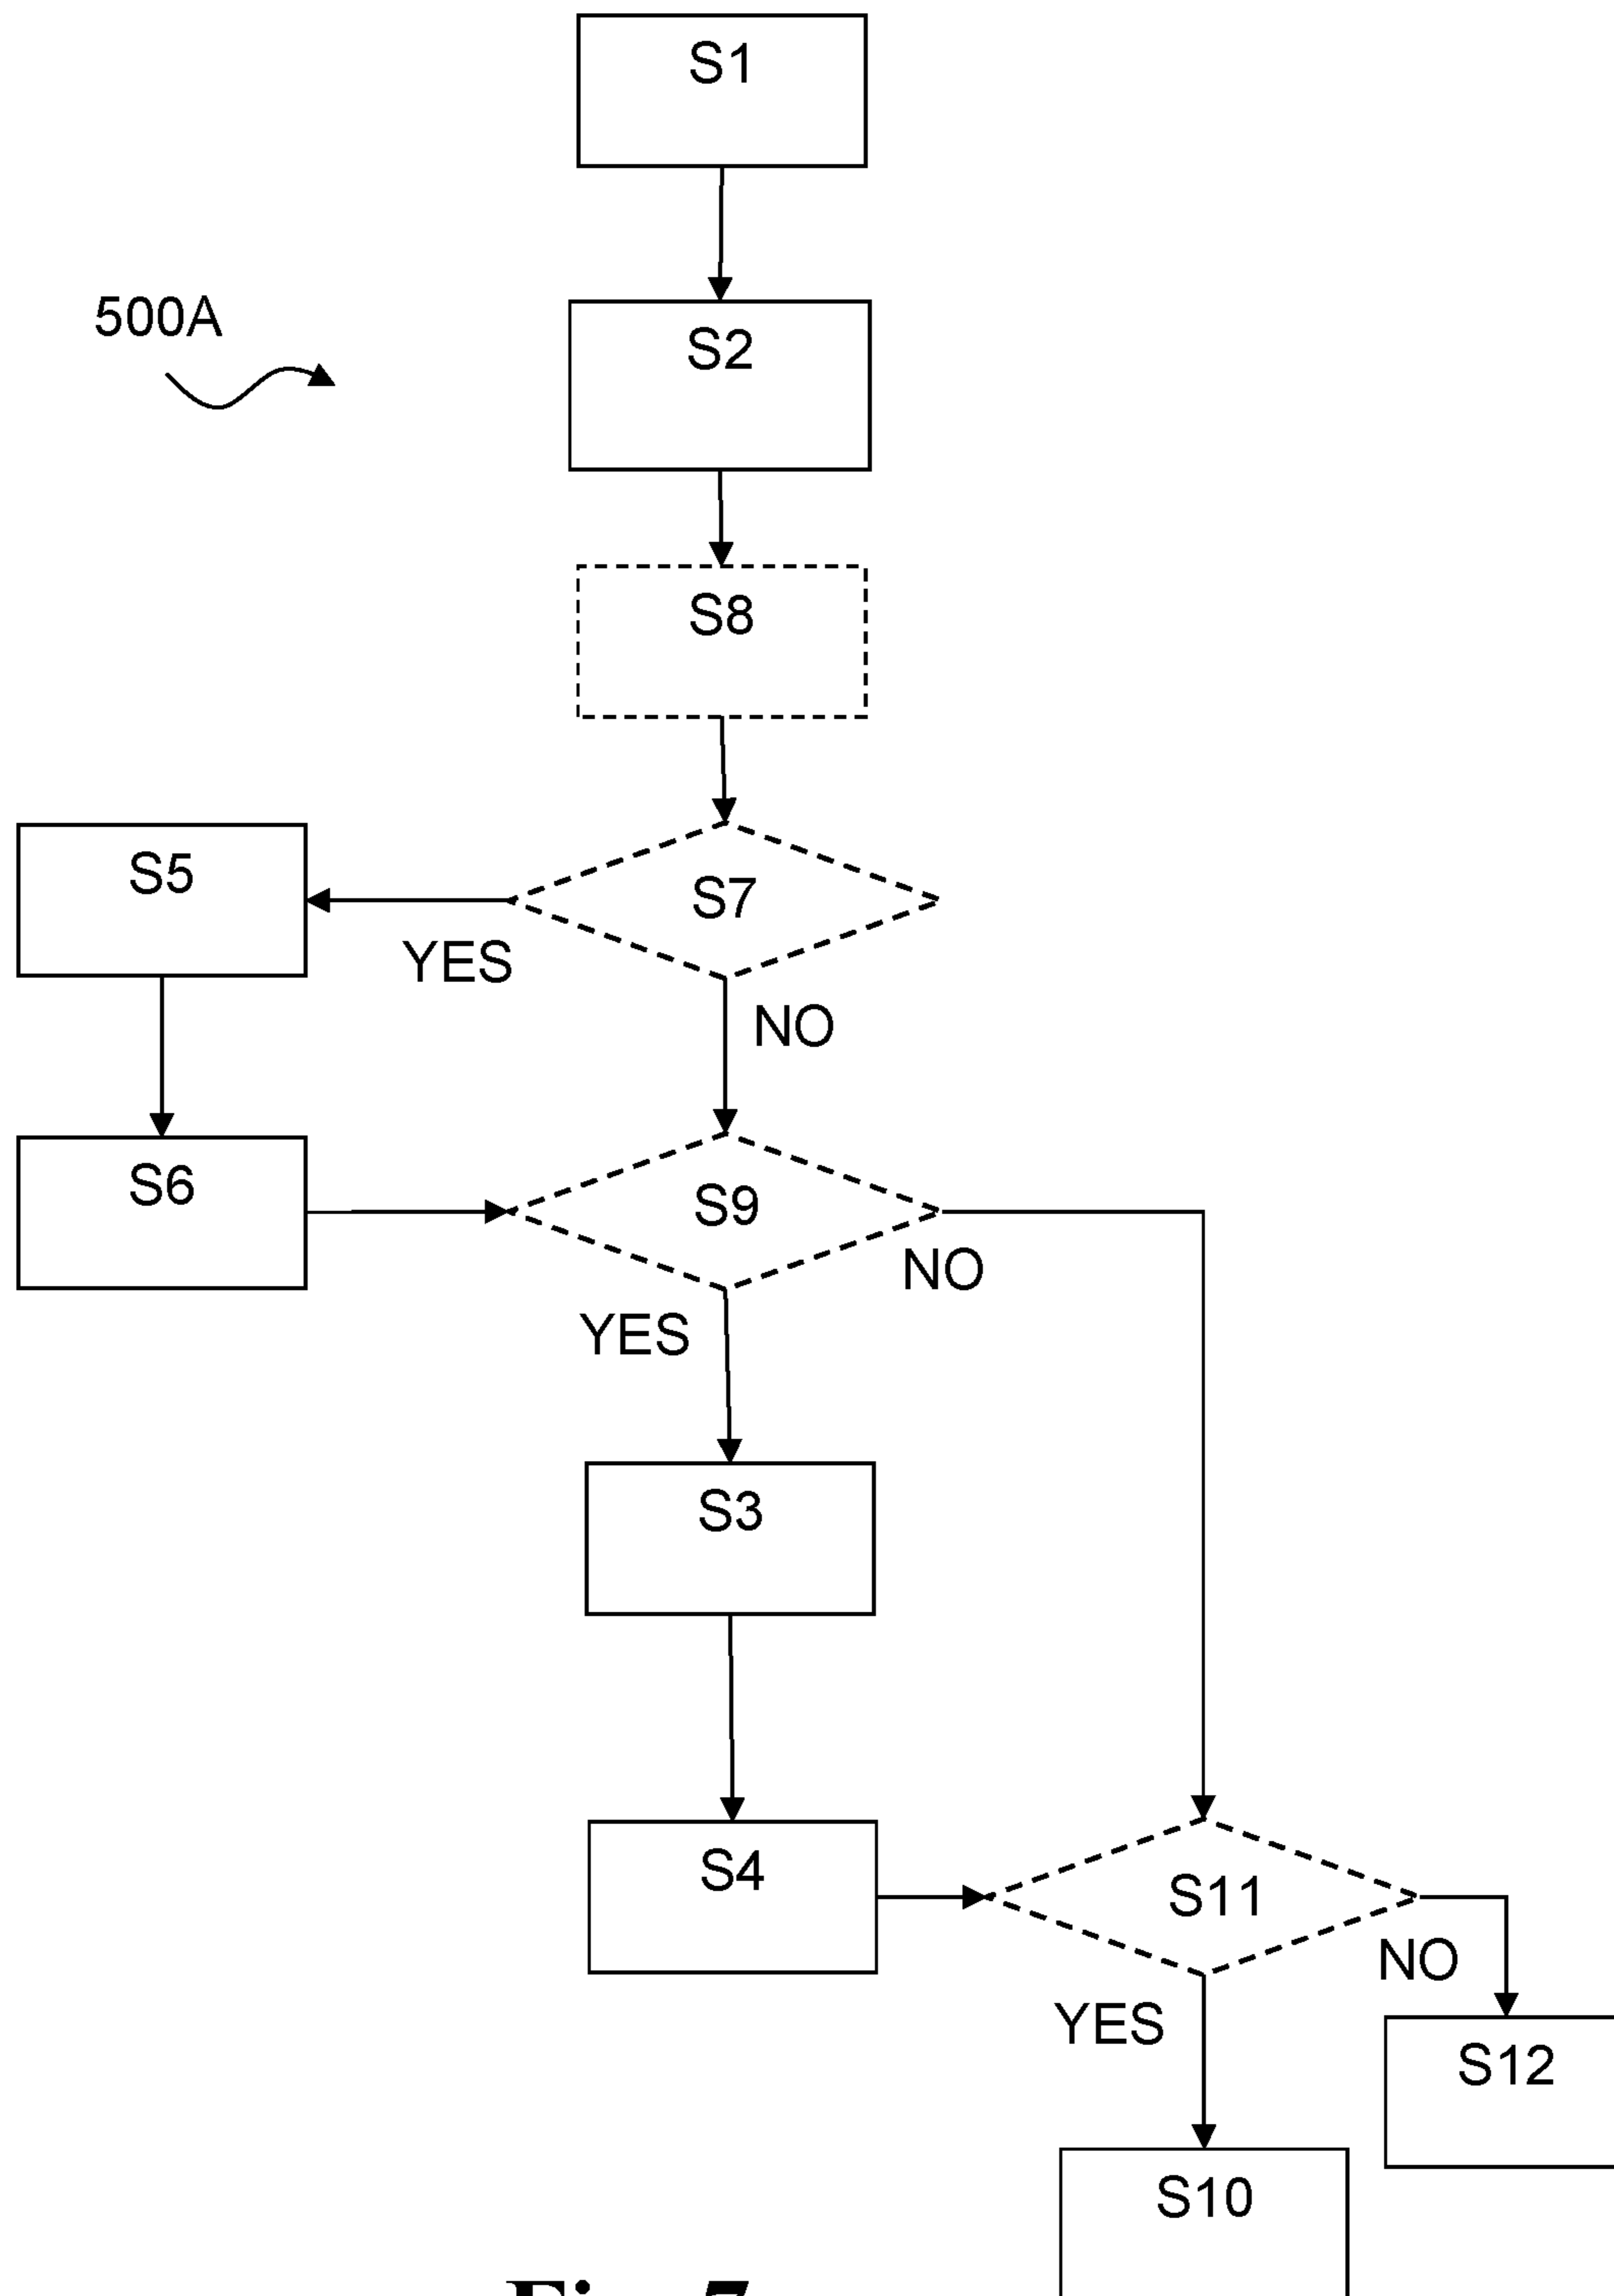 S1
500A
S2
S8
S5
S7
YES
NO
S6
S9
NO
YES
S3
S4
S11
NO
YES
S12
S10